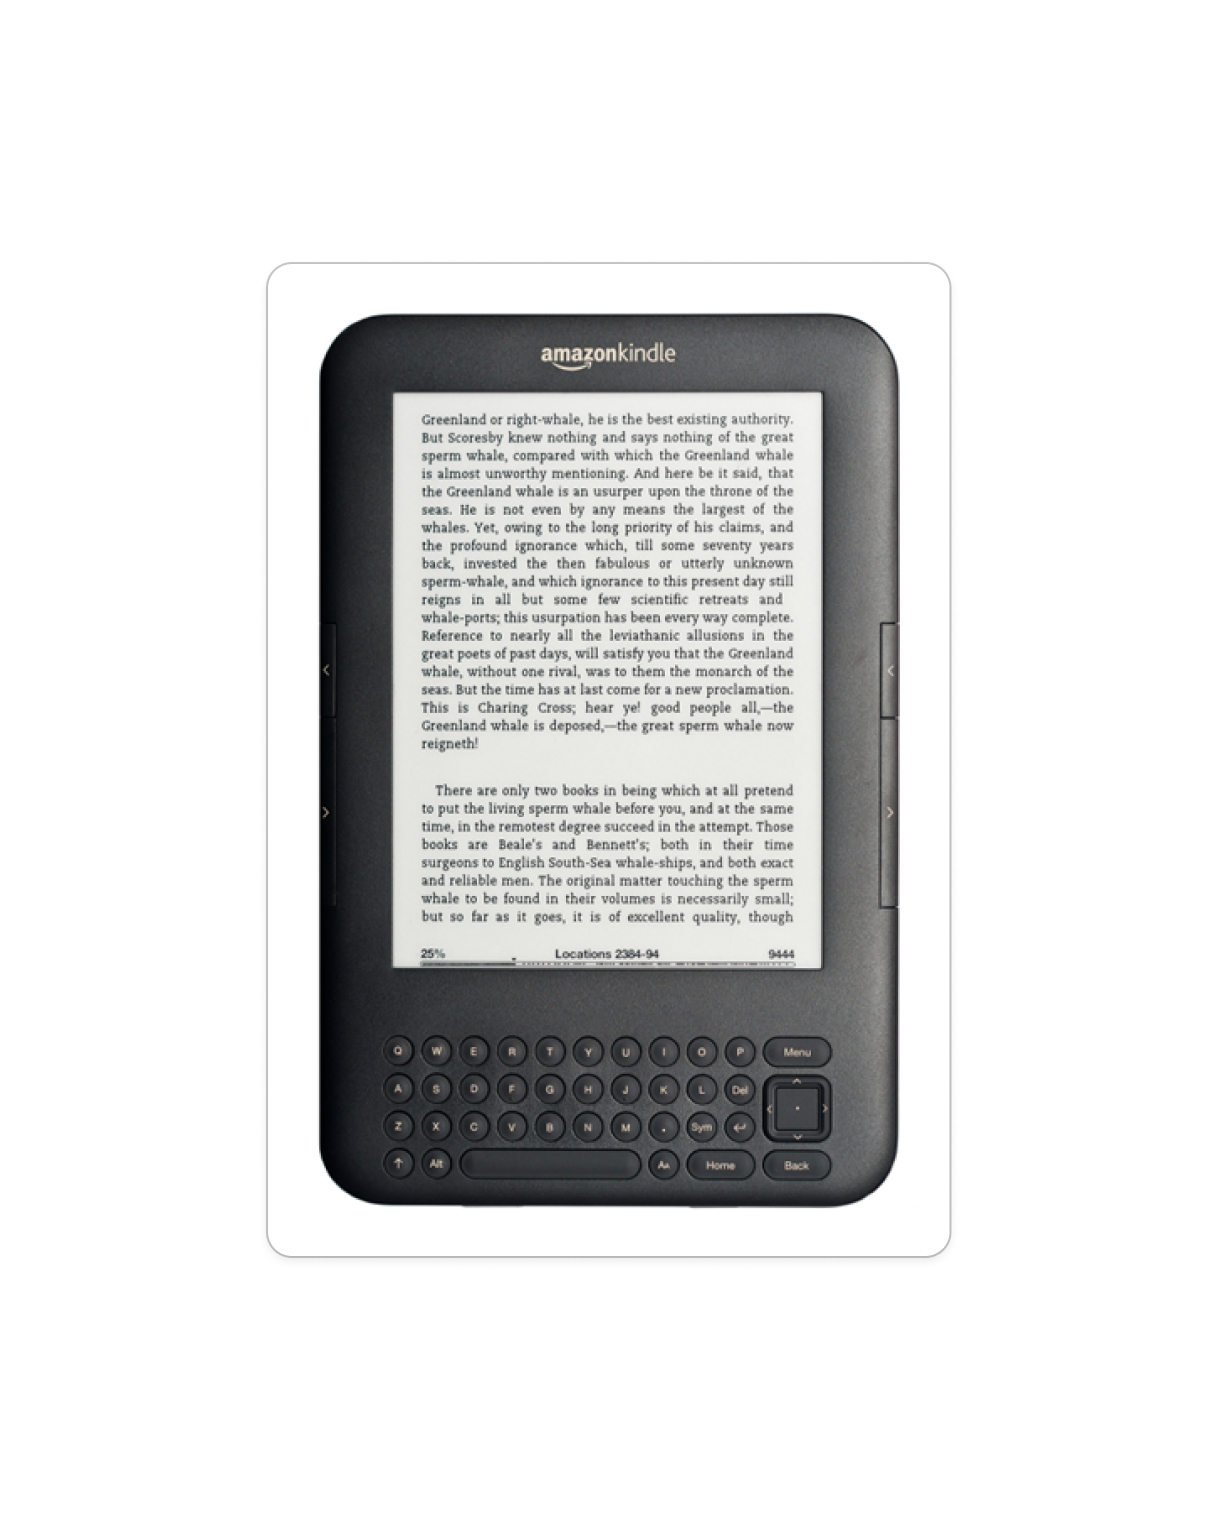 amazonkindle
Greenland or right-whale, he is the best existing authority.
But Scoresby knew nothing and says nothing of the great
sperm whale, compared with which the Greenland whale
is almost unworthy mentioning. And here be it said, that
the Greenland whale is an usurper upon the throne of the
seas. He is not even by any means the largest of the
whales. Yet, owing to the long priority of his claims, and
the profound ignorance which, till some seventy years
back, invested the then fabulous or utterly unknown
sperm-whale, and which ignorance to this present day still
reigns in all but some few scientific retreats and
whale-ports; this usurpation has been every way complete.
Reference to nearly all the leviathanic allusions in the
great poets of past days, will satisfy you that the Greenland
whale, without one rival, was to them the monarch of the
seas. But the time has at last come for a new proclamation.
This is Charing Cross; hear ye! good people all,—the
Greenland whale is deposed,—the great sperm whale now
reigneth!
There are only two books in being which at all pretend
to put the living sperm whale before you, and at the same
time, in the remotest degree succeed in the attempt. Those
books are Beale's and Bennett's; both in their time
surgeons to English South-Sea whale-ships, and both exact
and reliable men. The original matter touching the sperm
whale to be found in their volumes is necessarily small;
but so far as it goes, it is of excellent quality, though
25% Locations 2384-94 9444
Q W E R T Y U I O P Menu
A S D F G H J K L Del
Z X C V B N M . Sym ↵
↑ Alt Aᴀ Home Back